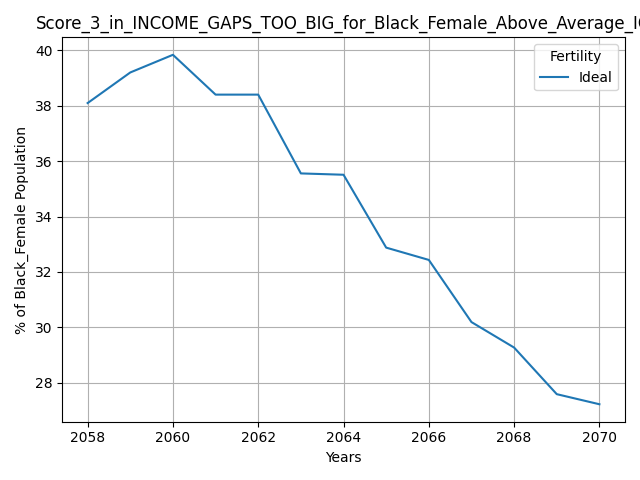 Score_3_in_INCOME_GAPS_TOO_BIG_for_Black_Female_Above_Average_I
Fertility
Ideal
% of Black_Female Population
40
38
36
34
32
30
28
2058 2060 2062 2064 2066 2068 2070
Years